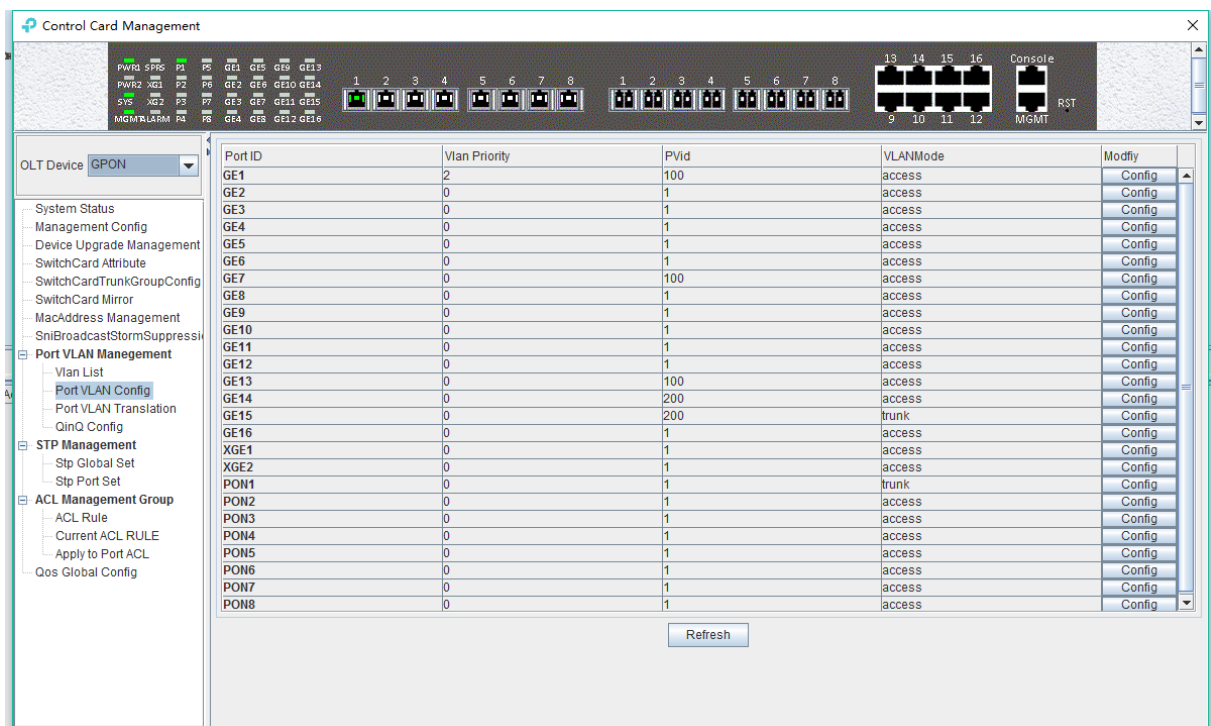 Control Card Management
PWR1 SPRS P1 P5 GE1 GE5 GE9 GE13
PWR2 XG1 P2 P6 GE2 GE6 GE10 GE14
SYS XG2 P3 P7 GE3 GE7 GE11 GE15
MGMT ALARM P4 P8 GE4 GE8 GE12 GE16
1 2 3 4 5 6 7 8 1 2 3 4 5 6 7 8
13 14 15 16 Console
9 10 11 12 MGMT RST
OLT Device GPON
System Status
Management Config
Device Upgrade Management
SwitchCard Attribute
SwitchCardTrunkGroupConfig
SwitchCard Mirror
MacAddress Management
SniBroadcastStormSuppressi
Port VLAN Manegement
Vlan List
Port VLAN Config
Port VLAN Translation
QinQ Config
STP Management
Stp Global Set
Stp Port Set
ACL Management Group
ACL Rule
Current ACL RULE
Apply to Port ACL
Qos Global Config
Port ID Vlan Priority PVid VLANMode Modfiy
GE1 2 100 access Config
GE2 0 1 access Config
GE3 0 1 access Config
GE4 0 1 access Config
GE5 0 1 access Config
GE6 0 1 access Config
GE7 0 100 access Config
GE8 0 1 access Config
GE9 0 1 access Config
GE10 0 1 access Config
GE11 0 1 access Config
GE12 0 1 access Config
GE13 0 100 access Config
GE14 0 200 access Config
GE15 0 200 trunk Config
GE16 0 1 access Config
XGE1 0 1 access Config
XGE2 0 1 access Config
PON1 0 1 trunk Config
PON2 0 1 access Config
PON3 0 1 access Config
PON4 0 1 access Config
PON5 0 1 access Config
PON6 0 1 access Config
PON7 0 1 access Config
PON8 0 1 access Config
Refresh